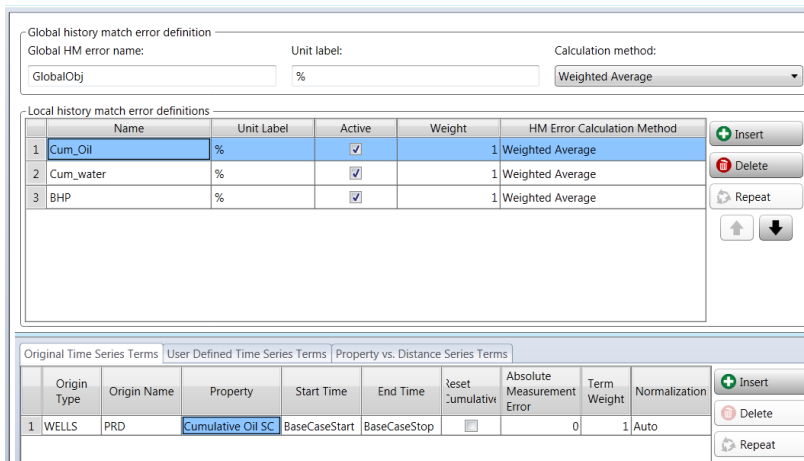 Global history match error definition
Global HM error name: Unit label: Calculation method:
GlobalObj % Weighted Average
Local history match error definitions
Name Unit Label Active Weight HM Error Calculation Method
1 Cum_Oil % 1 Weighted Average
2 Cum_water % 1 Weighted Average
3 BHP % 1 Weighted Average
Insert
Delete
Repeat
Original Time Series Terms User Defined Time Series Terms Property vs. Distance Series Terms
Origin Type Origin Name Property Start Time End Time Reset Cumulative Absolute Measurement Error Term Weight Normalization
1 WELLS PRD Cumulative Oil SC BaseCaseStart BaseCaseStop 0 1 Auto
Insert
Delete
Repeat